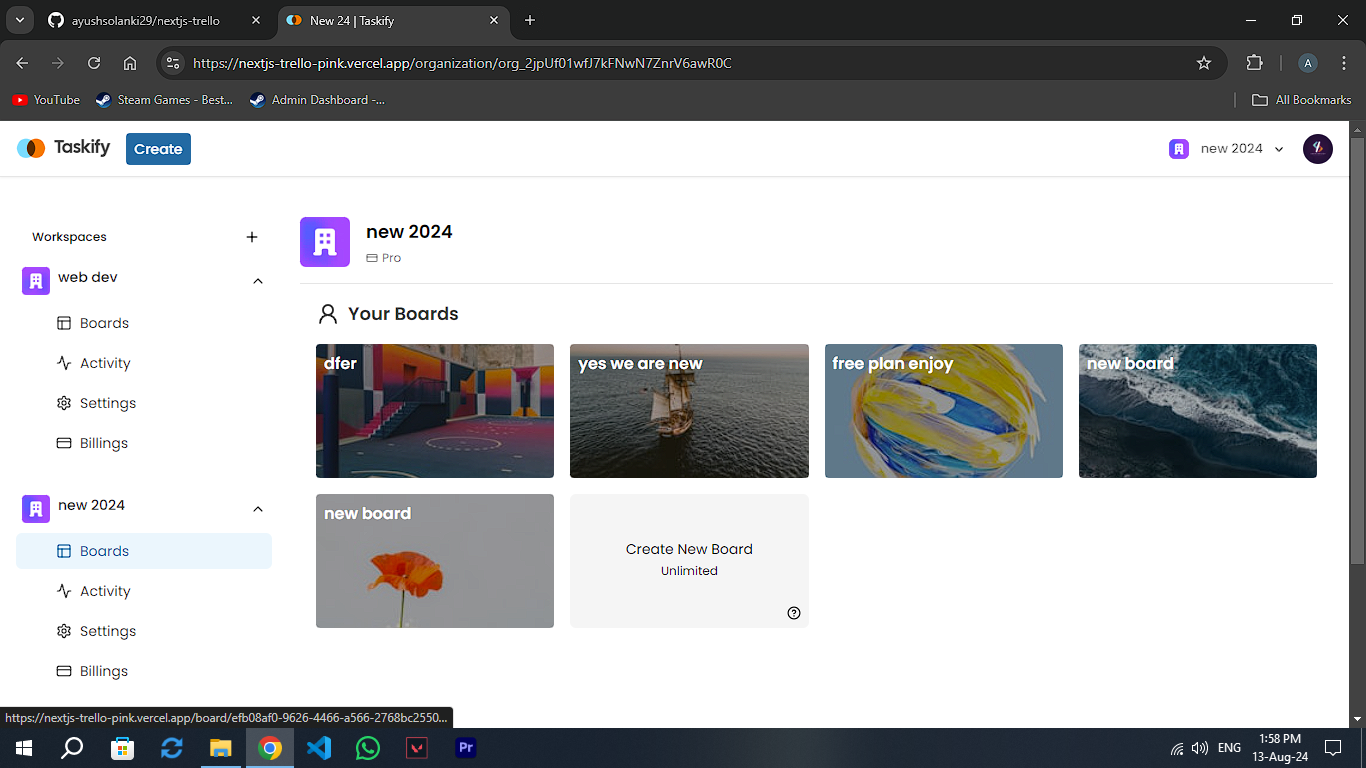 ayushsolanki29/nextjs-trello
New 24 | Taskify
https://nextjs-trello-pink.vercel.app/organization/org_2jpUf01wfJ7kFNwN7ZnrV6awR0C
A
YouTube
Steam Games - Best...
Admin Dashboard -...
All Bookmarks
Taskify
Create
new 2024
Workspaces
web dev
Boards
Activity
Settings
Billings
new 2024
Boards
Activity
Settings
Billings
new 2024
Pro
Your Boards
dfer
yes we are new
free plan enjoy
new board
new board
Create New Board
Unlimited
https://nextjs-trello-pink.vercel.app/board/efb08af0-9626-4466-a566-2768bc2550...
Pr
ENG
1:58 PM
13-Aug-24